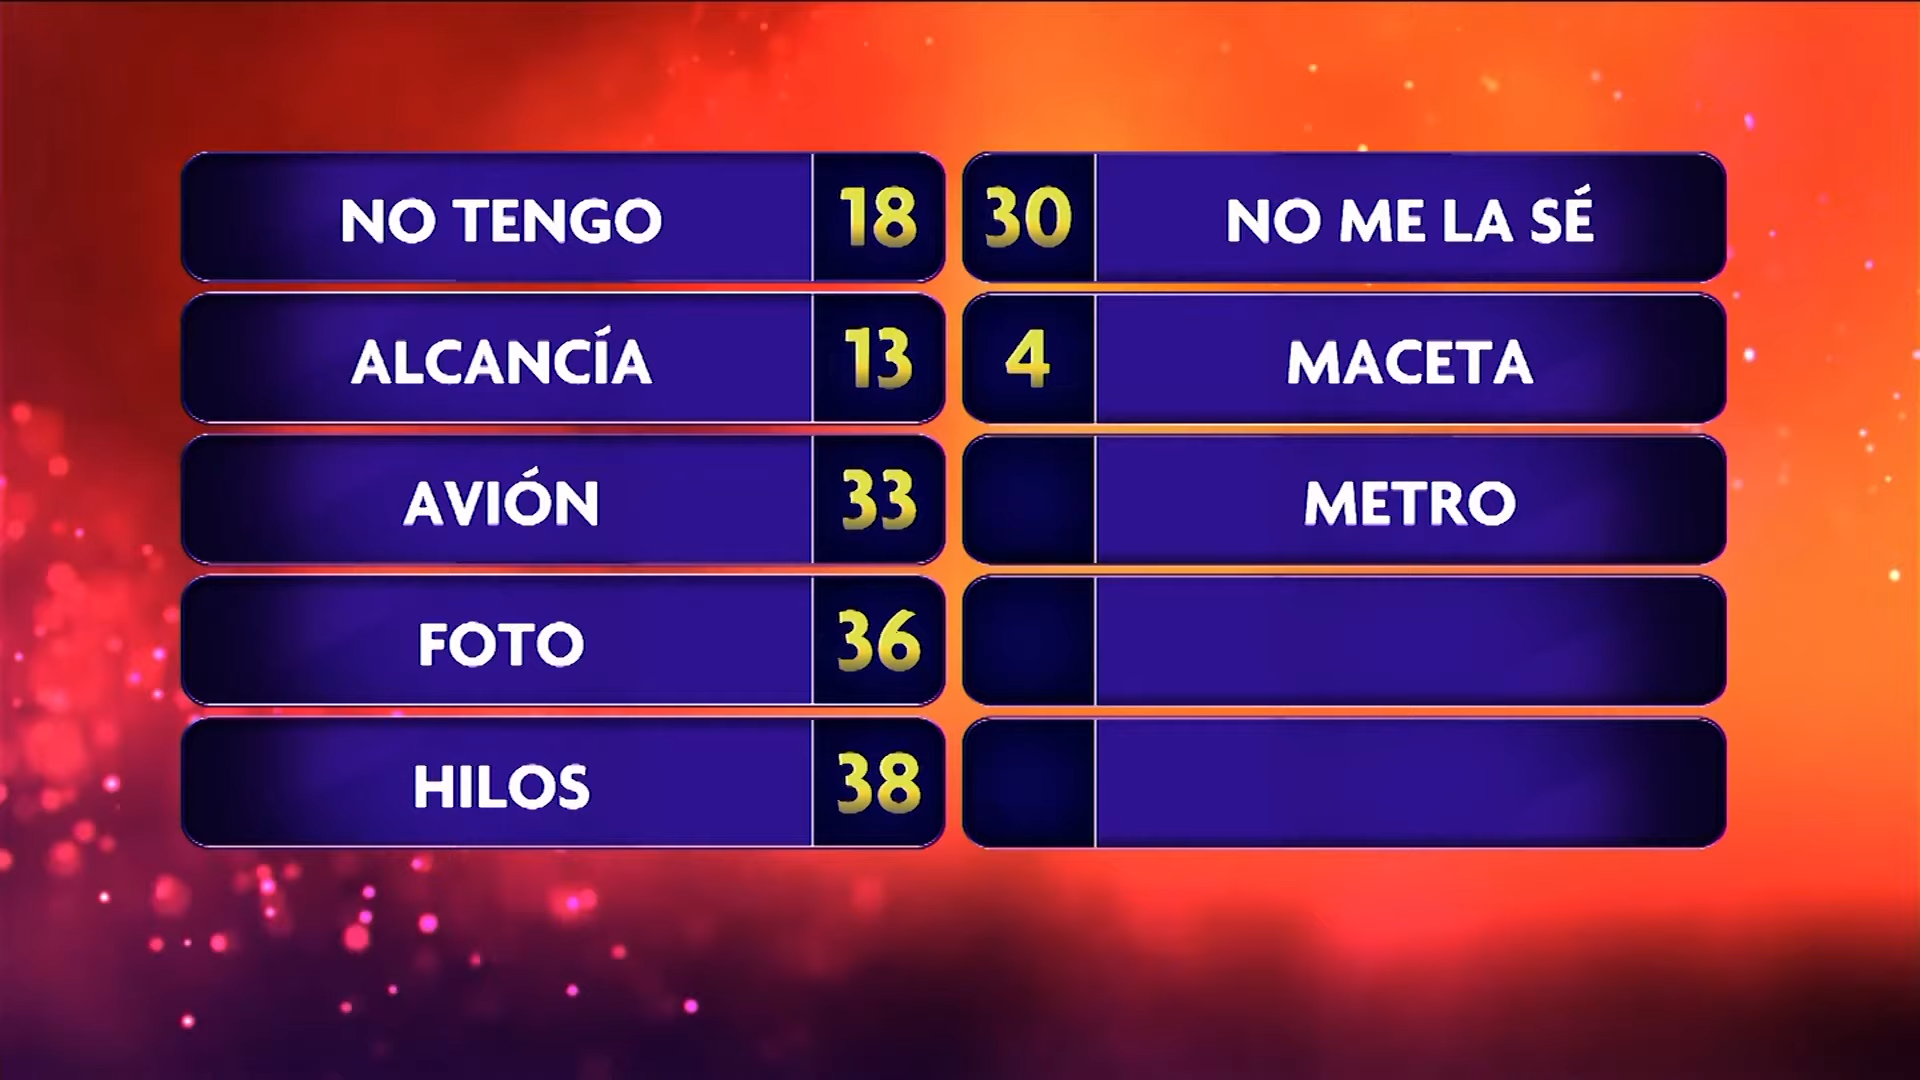 NO TENGO 18 30 NO ME LA SÉ
ALCANCÍA 13 4 MACETA
AVIÓN 33 METRO
FOTO 36
HILOS 38